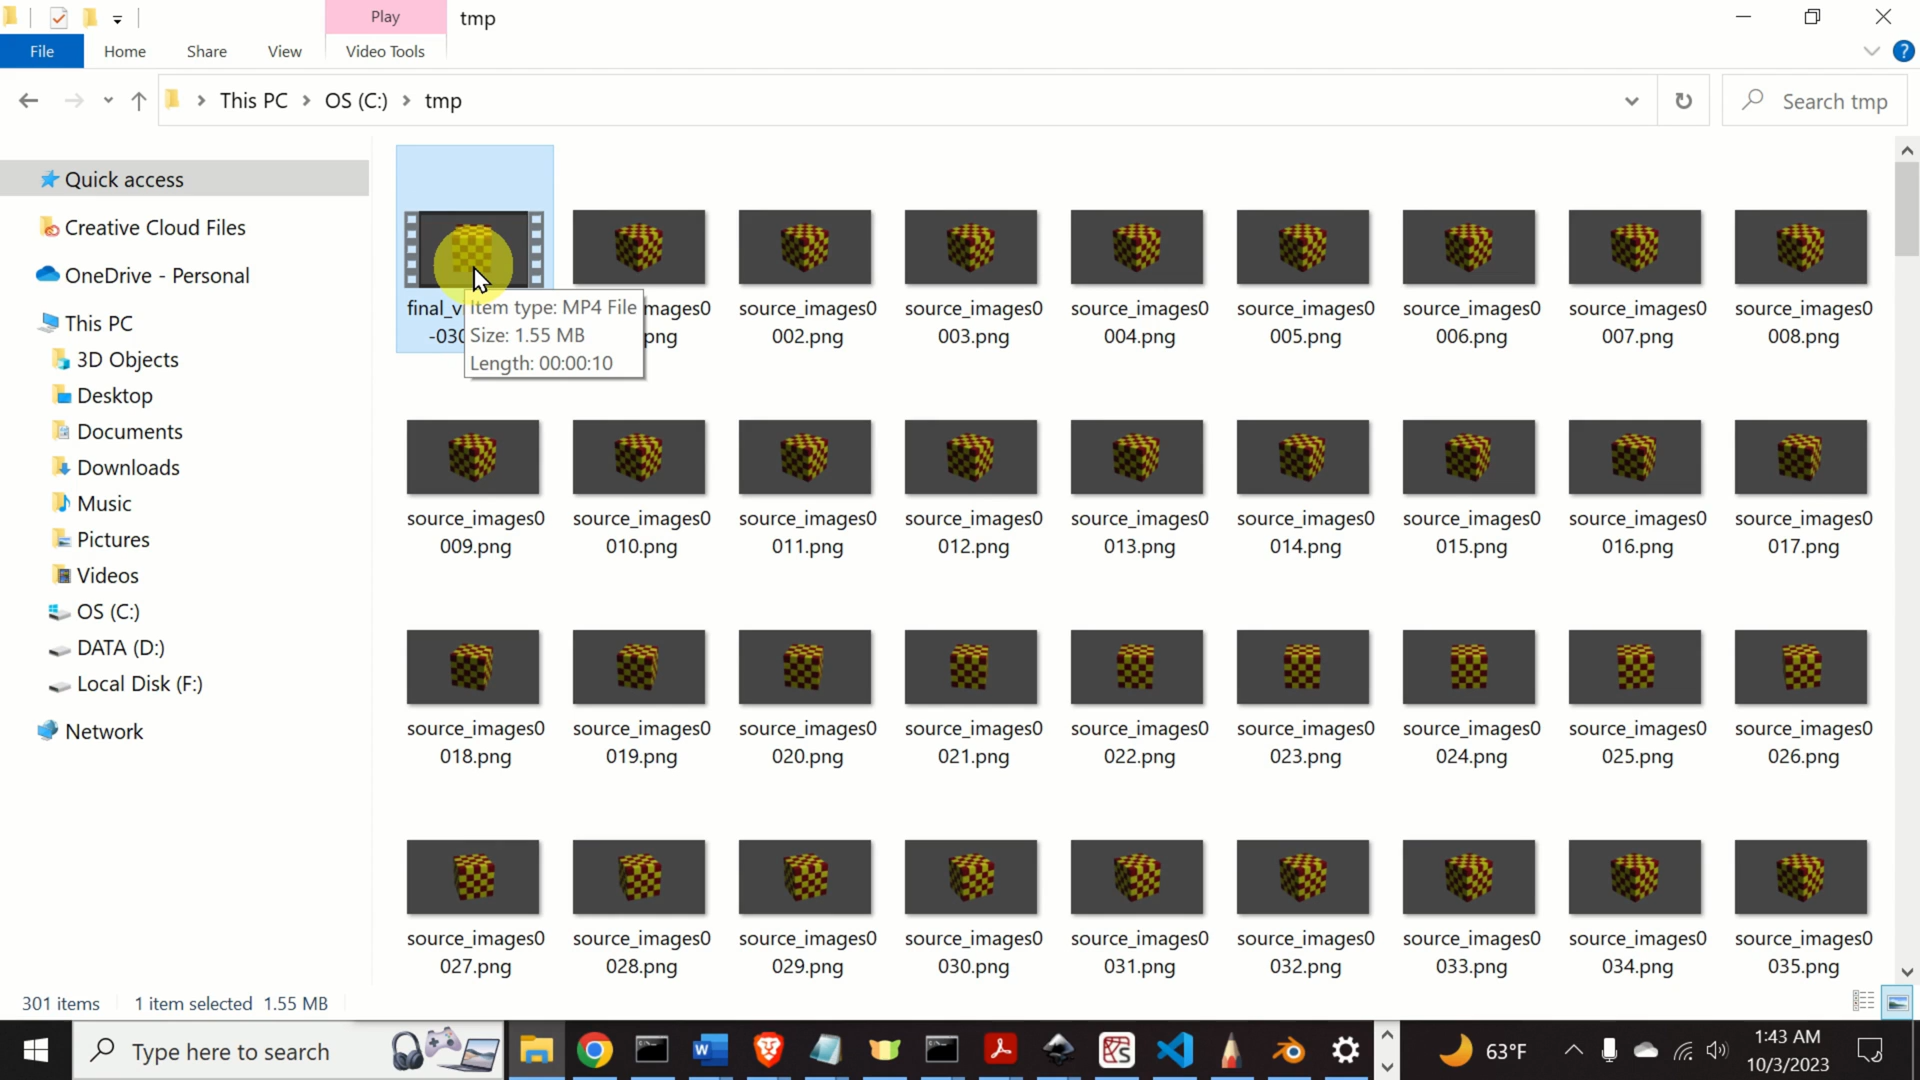 Play
tmp
File
Home
Share
View
Video Tools
This PC
OS (C:)
tmp
Search tmp
Quick access
Creative Cloud Files
OneDrive - Personal
This PC
3D Objects
Desktop
Documents
Downloads
Music
Pictures
Videos
OS (C:)
DATA (D:)
Local Disk (F:)
Network
-030
Item type: MP4 File
Size: 1.55 MB
Length: 00:00:10
source_images0
002.png
source_images0
003.png
source_images0
004.png
source_images0
005.png
source_images0
006.png
source_images0
007.png
source_images0
008.png
source_images0
009.png
source_images0
010.png
source_images0
011.png
source_images0
012.png
source_images0
013.png
source_images0
014.png
source_images0
015.png
source_images0
016.png
source_images0
017.png
source_images0
018.png
source_images0
019.png
source_images0
020.png
source_images0
021.png
source_images0
022.png
source_images0
023.png
source_images0
024.png
source_images0
025.png
source_images0
026.png
source_images0
027.png
source_images0
028.png
source_images0
029.png
source_images0
030.png
source_images0
031.png
source_images0
032.png
source_images0
033.png
source_images0
034.png
source_images0
035.png
301 items
1 item selected 1.55 MB
Type here to search
63°F
1:43 AM
10/3/2023